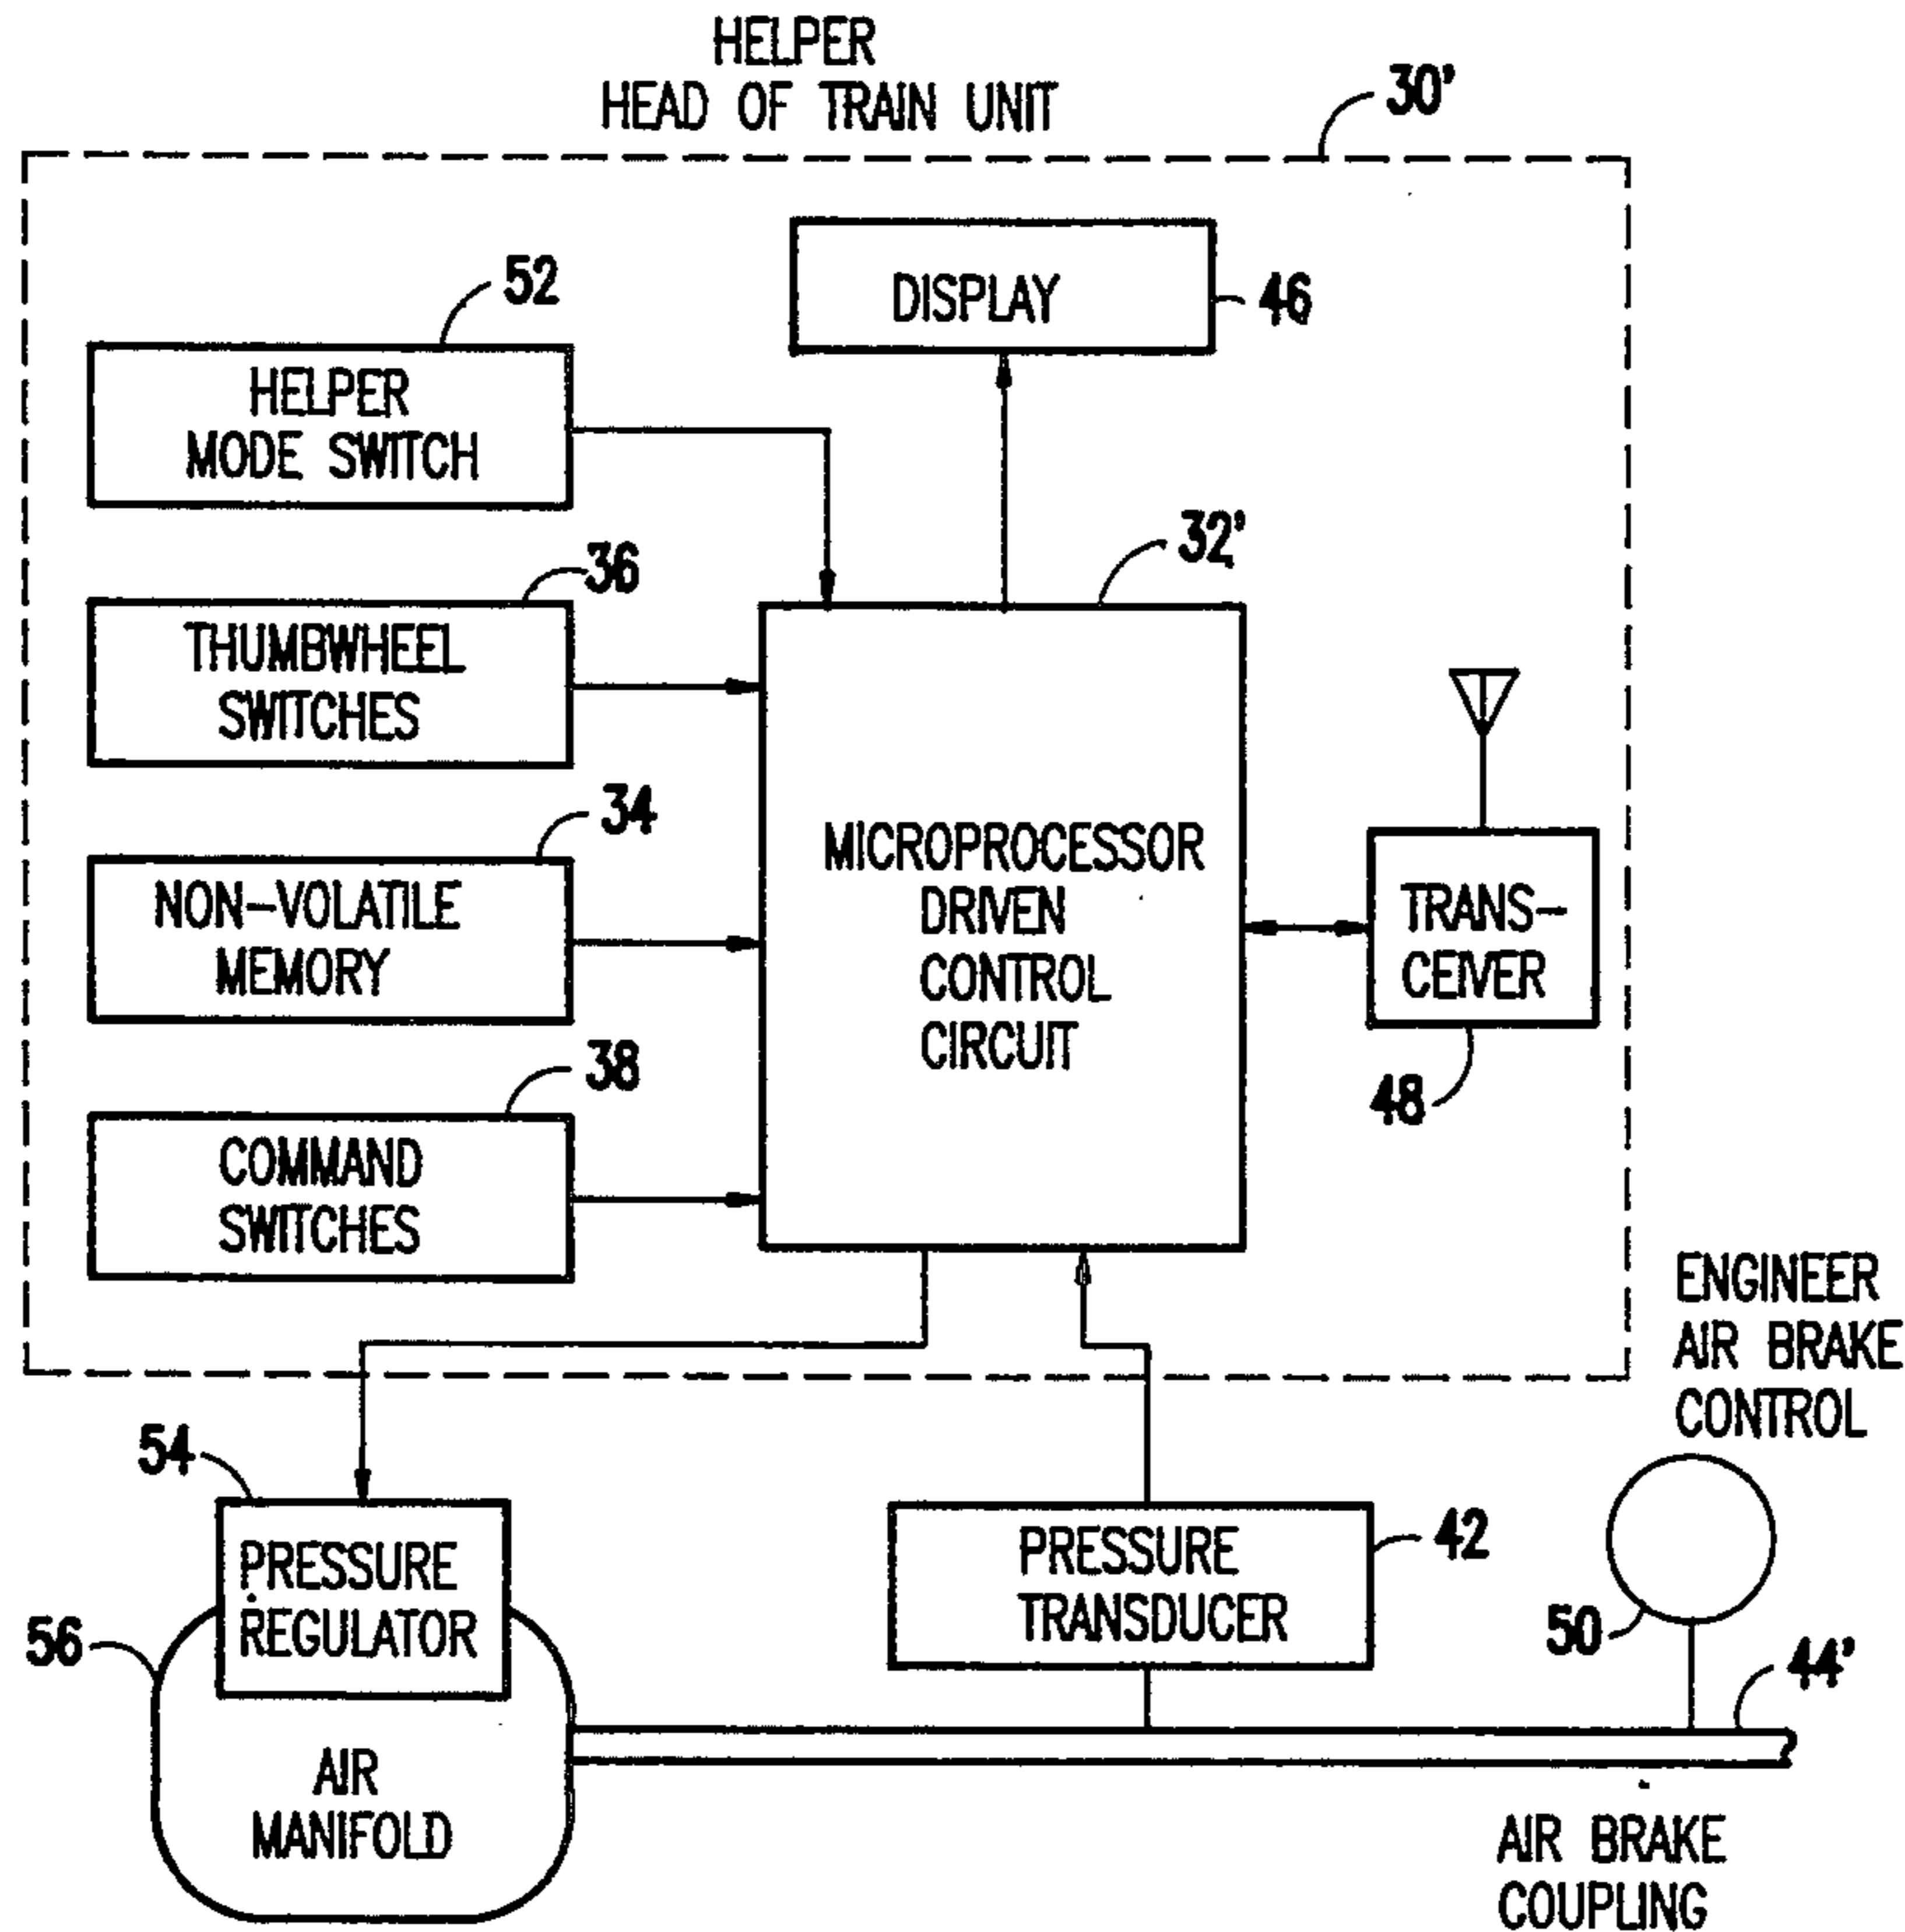 HELPER
HEAD OF TRAIN UNIT
30'
DISPLAY
46
52
HELPER
MODE SWITCH
36
THUMBWHEEL
SWITCHES
32'
34
NON-VOLATILE
MEMORY
MICROPROCESSOR
DRIVEN
CONTROL
CIRCUIT
TRANS-
CEIVER
48
38
COMMAND
SWITCHES
ENGINEER
AIR BRAKE
CONTROL
54
PRESSURE
REGULATOR
56
AIR
MANIFOLD
PRESSURE
TRANSDUCER
42
50
44'
AIR BRAKE
COUPLING